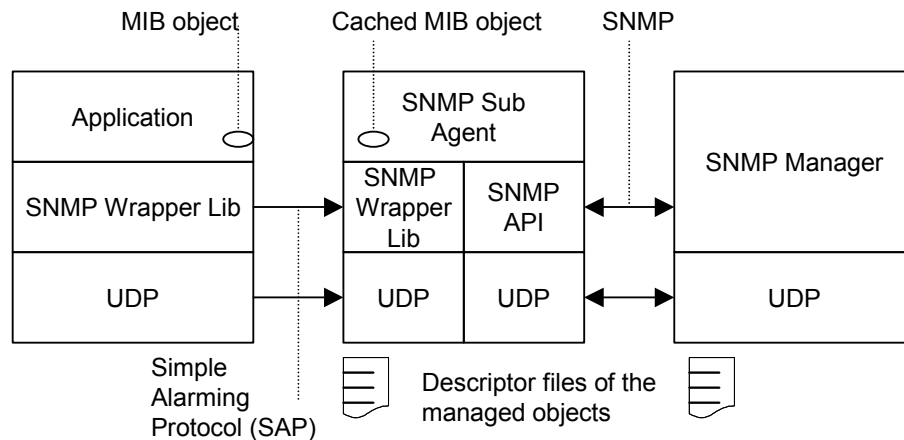 MIB object
Cached MIB object
SNMP
Application
SNMP Sub
Agent
SNMP Manager
SNMP Wrapper Lib
SNMP
Wrapper
Lib
SNMP
API
UDP
UDP
UDP
UDP
Simple
Alarming
Protocol (SAP)
Descriptor files of the
managed objects